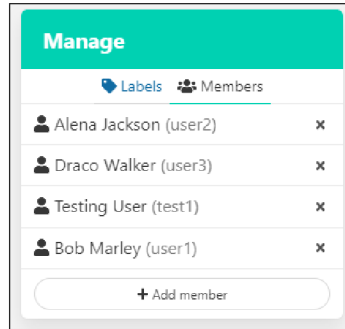 Manage
Labels Members
Alena Jackson (user2)
Draco Walker (user3)
Testing User (test1)
Bob Marley (user1)
Add member